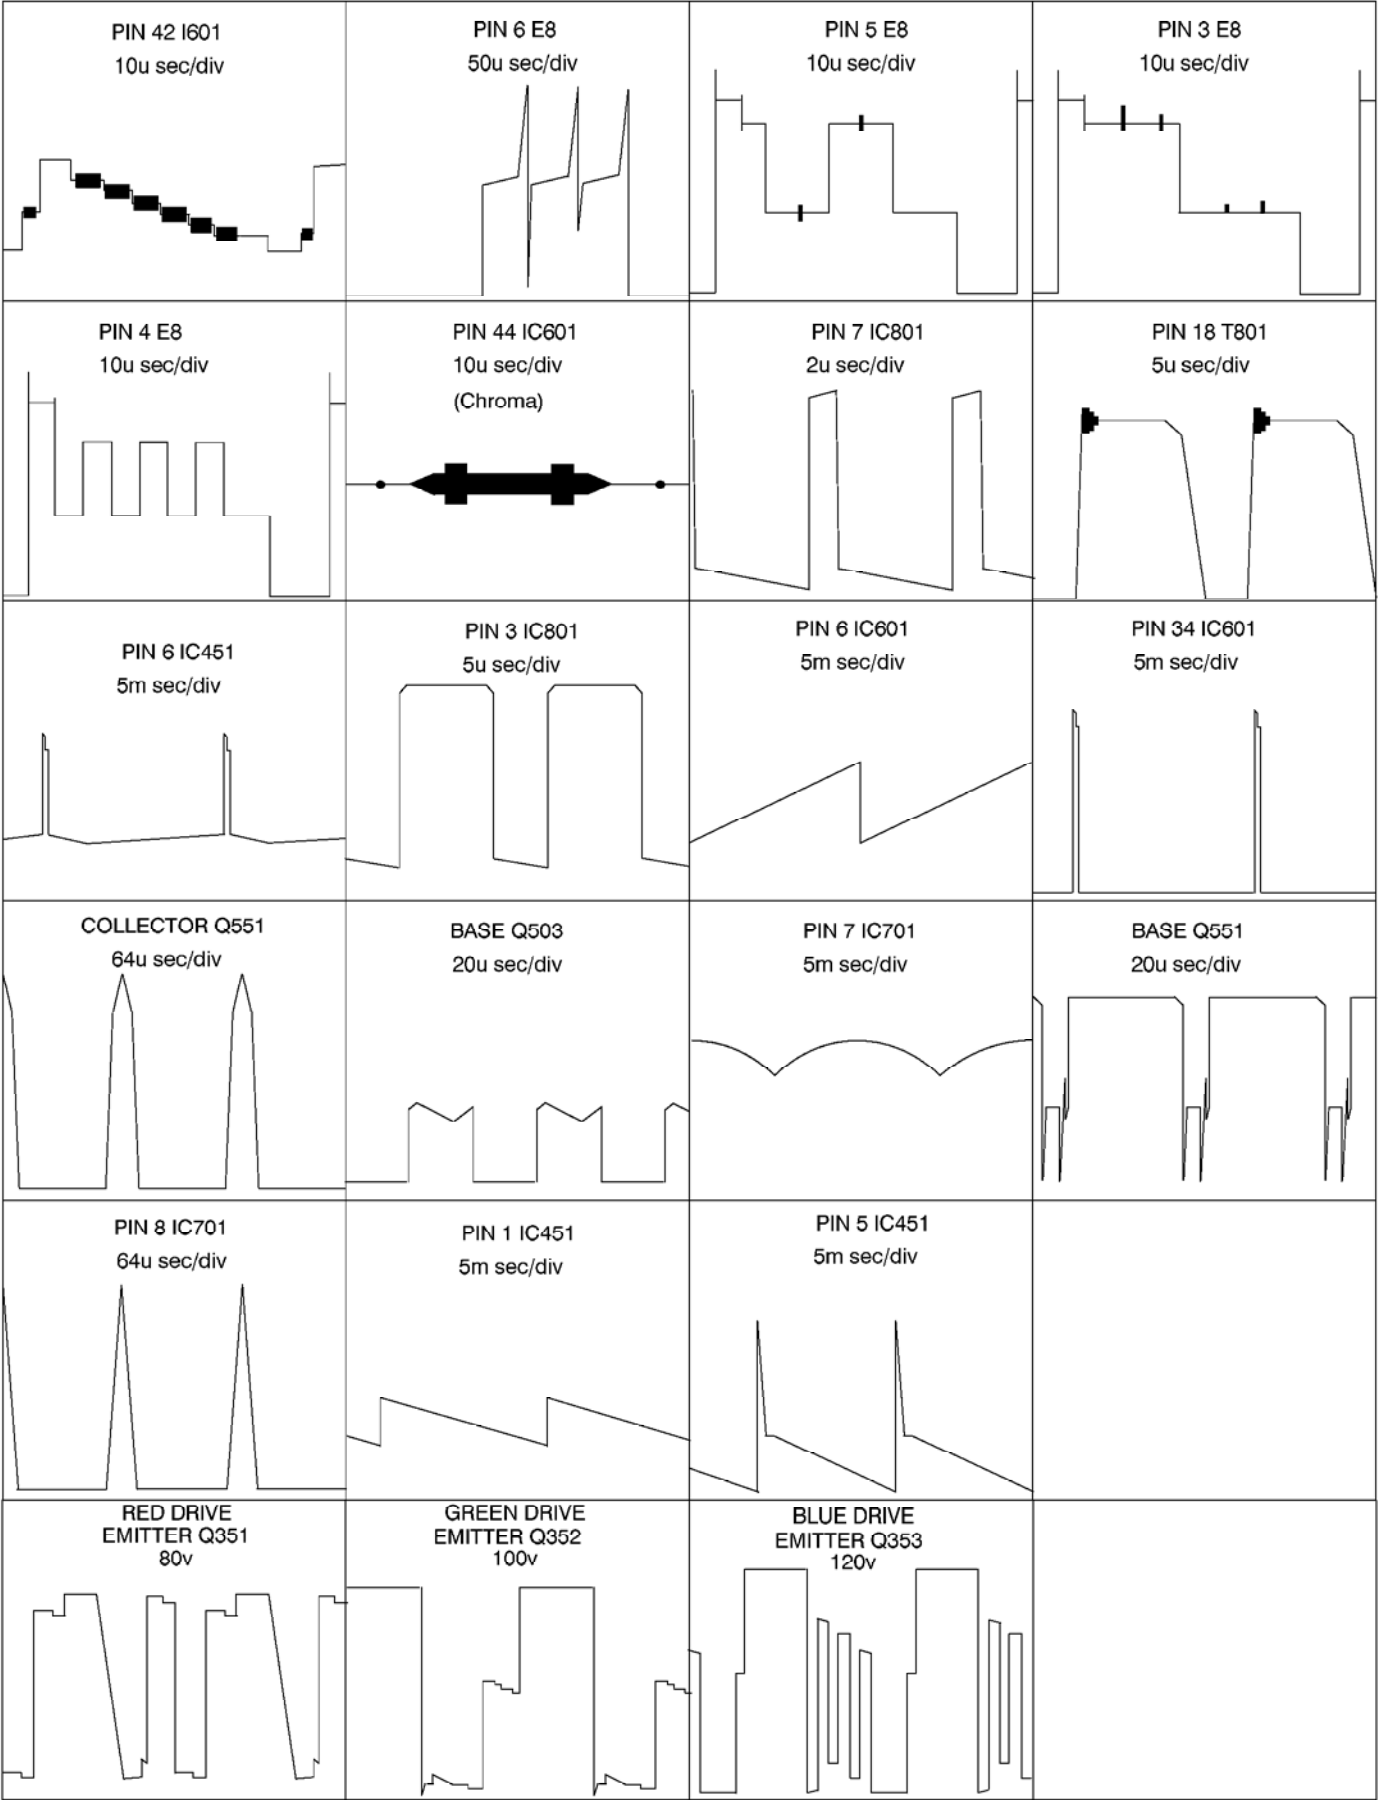 PIN 42 I601
10u sec/div
PIN 6 E8
50u sec/div
PIN 5 E8
10u sec/div
PIN 3 E8
10u sec/div
PIN 4 E8
10u sec/div
PIN 44 IC601
10u sec/div
(Chroma)
PIN 7 IC801
2u sec/div
PIN 18 T801
5u sec/div
PIN 6 IC451
5m sec/div
PIN 3 IC801
5u sec/div
PIN 6 IC601
5m sec/div
PIN 34 IC601
5m sec/div
COLLECTOR Q551
64u sec/div
BASE Q503
20u sec/div
PIN 7 IC701
5m sec/div
BASE Q551
20u sec/div
PIN 8 IC701
64u sec/div
PIN 1 IC451
5m sec/div
PIN 5 IC451
5m sec/div
RED DRIVE
EMITTER Q351
80v
GREEN DRIVE
EMITTER Q352
100v
BLUE DRIVE
EMITTER Q353
120v